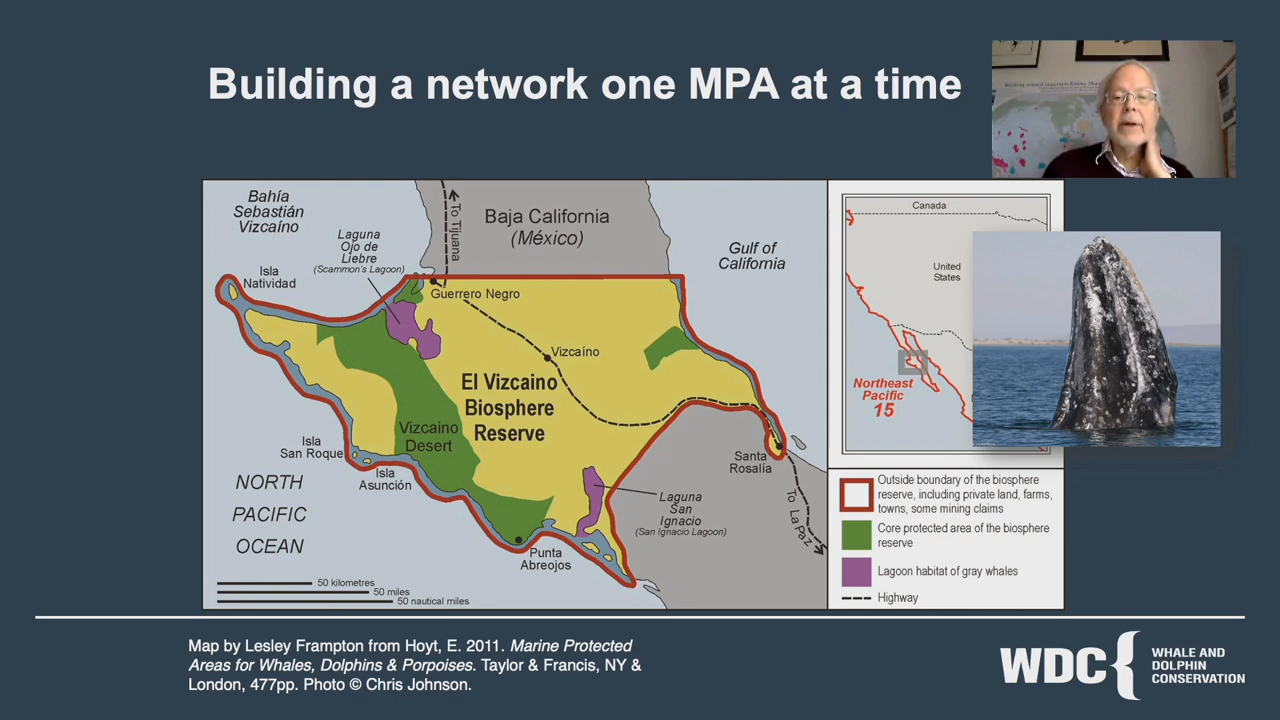 Building a network one MPA at a time
Bahía
Sebastián
Vizcaíno
Laguna
Ojo de
Liebre
(Scammon's Lagoon)
To Tijuana
Baja California
(México)
Gulf of
California
Isla
Natividad
Guerrero Negro
Vizcaíno
El Vizcaino
Biosphere
Reserve
Vizcaino
Desert
Isla
San Roque
Isla
Asunción
NORTH
PACIFIC
OCEAN
Santa
Rosalía
To La Paz
Laguna
San
Ignacio
(San Ignacio Lagoon)
Punta
Abreojos
50 kilometres
50 miles
50 nautical miles
Canada
United
States
Northeast
Pacific
15
Outside boundary of the biosphere
reserve, including private land, farms,
towns, some mining claims
Core protected area of the biosphere
reserve
Lagoon habitat of gray whales
Highway
Map by Lesley Frampton from Hoyt, E. 2011. Marine Protected
Areas for Whales, Dolphins & Porpoises. Taylor & Francis, NY &
London, 477pp. Photo © Chris Johnson.
WDC
WHALE AND
DOLPHIN
CONSERVATION